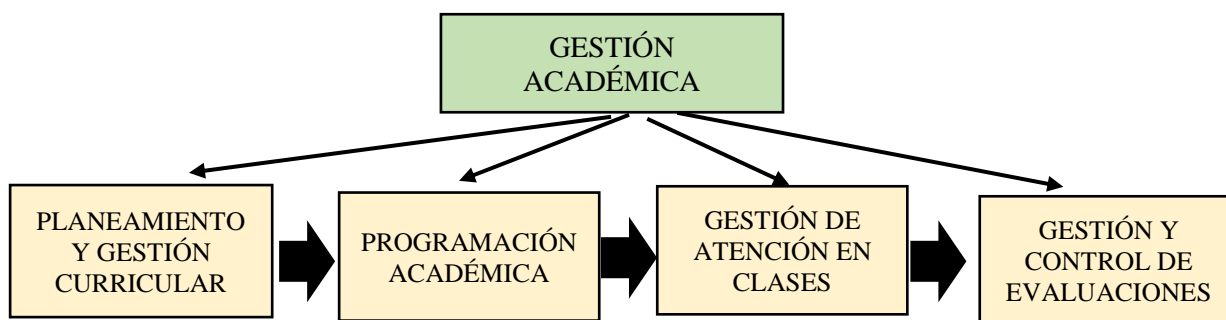 GESTIÓN
ACADÉMICA
PLANEAMIENTO
Y GESTIÓN
CURRICULAR
PROGRAMACIÓN
ACADÉMICA
GESTIÓN DE
ATENCIÓN EN
CLASES
GESTIÓN Y
CONTROL DE
EVALUACIONES